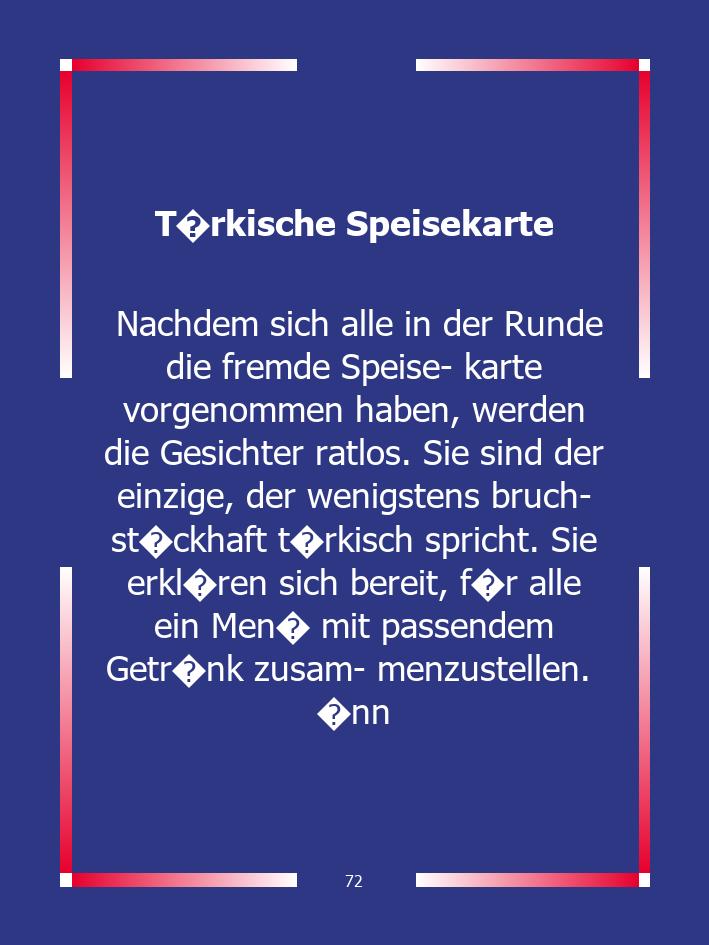 T�rkische Speisekarte
Nachdem sich alle in der Runde
die fremde Speise- karte
vorgenommen haben, werden
die Gesichter ratlos. Sie sind der
einzige, der wenigstens bruch-
st�ckhaft t�rkisch spricht. Sie
erkl�ren sich bereit, f�r alle
ein Men� mit passendem
Getr�nk zusam- menzustellen.
�nn
72